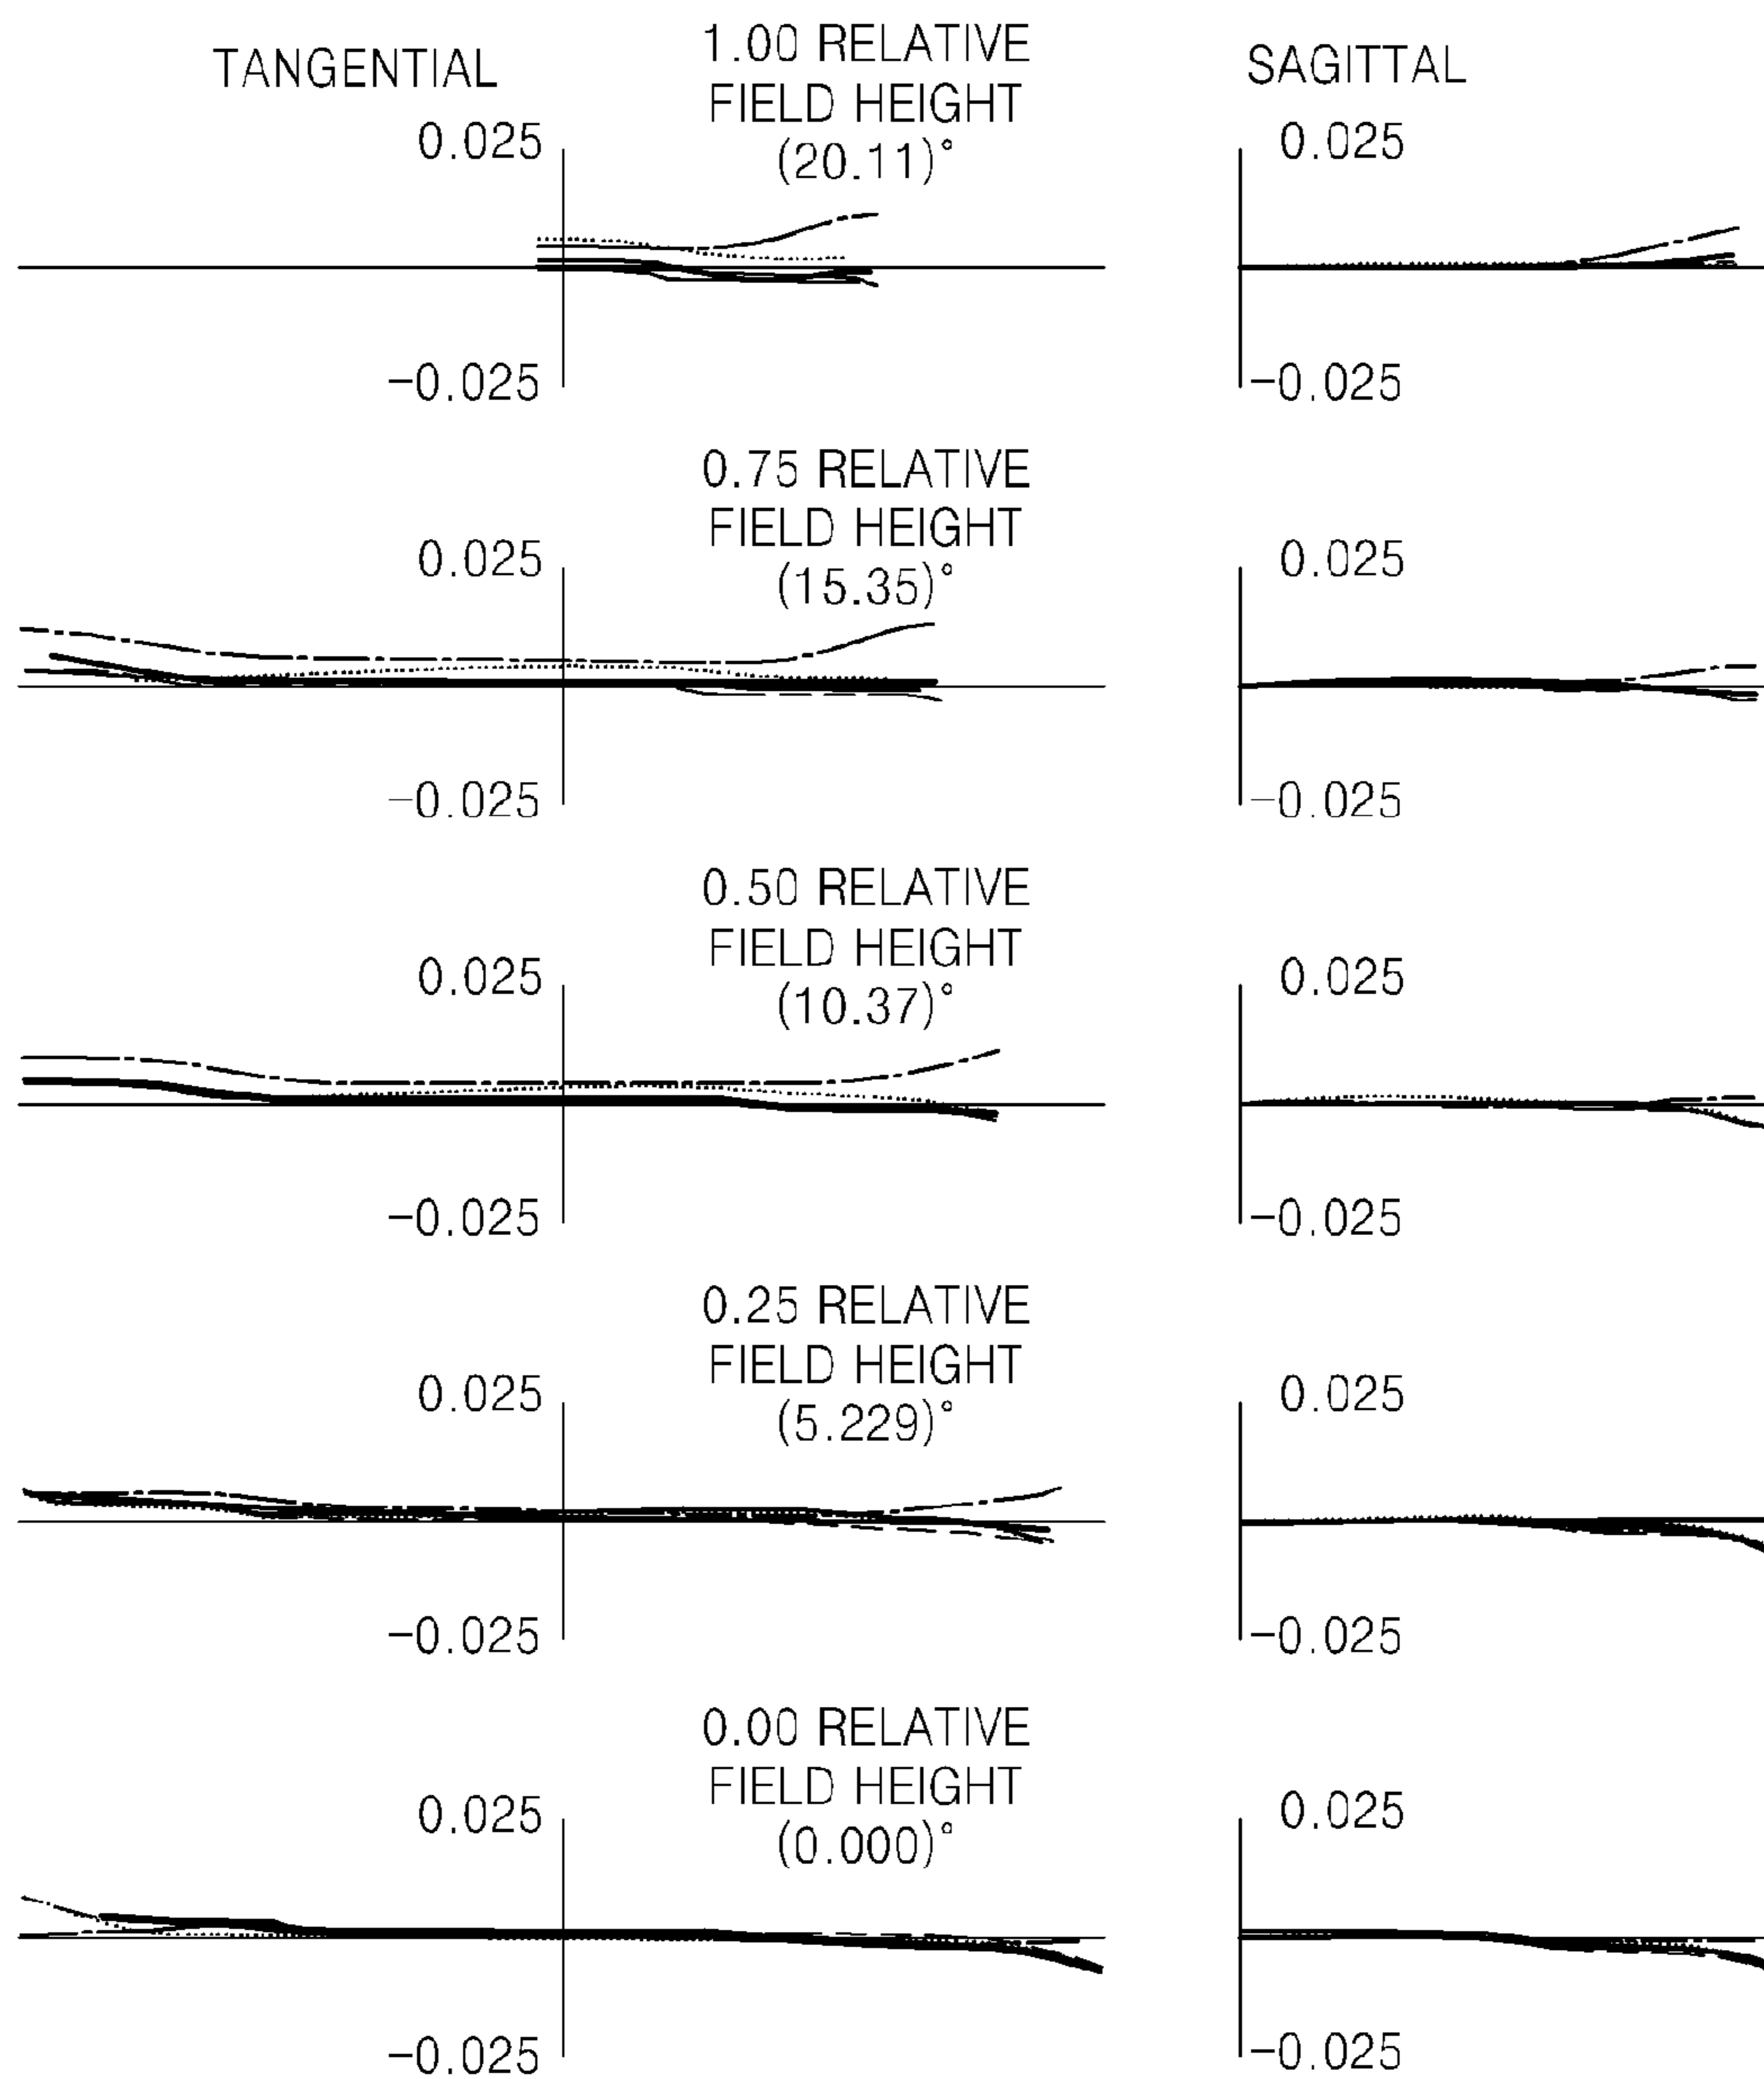 TANGENTIAL
1.00 RELATIVE
FIELD HEIGHT
(20.11)°
SAGITTAL
0.025
0.025
-0.025
-0.025
0.75 RELATIVE
FIELD HEIGHT
(15.35)°
0.025
0.025
-0.025
-0.025
0.50 RELATIVE
FIELD HEIGHT
(10.37)°
0.025
0.025
-0.025
-0.025
0.25 RELATIVE
FIELD HEIGHT
(5.229)°
0.025
0.025
-0.025
-0.025
0.00 RELATIVE
FIELD HEIGHT
(0.000)°
0.025
0.025
-0.025
-0.025